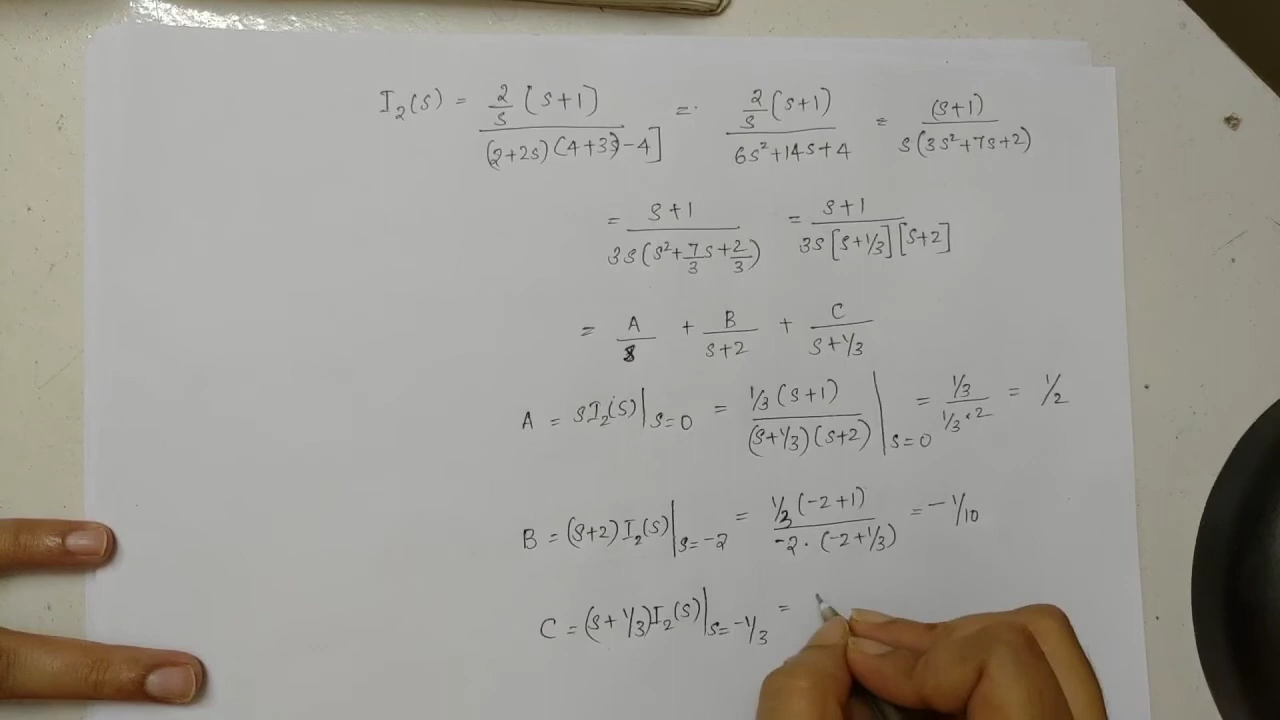 I₂(s) = 2/s (s+1) / (2+2s)(4+3s)-4] = 2/s (s+1) / 6s²+14s+4 = (s+1) / s(3s²+7s+2)
= s+1 / 3s(s²+7/3 s+2/3) = s+1 / 3s[s+1/3][s+2]
= A/s + B/s+2 + C/s+1/3
A = sI₂(s)|s=0 = 1/3 (s+1) / (s+1/3)(s+2) |s=0 = 1/3 / 1/3 · 2 = 1/2
B = (s+2) I₂(s)|s=-2 = 1/3 (-2+1) / -2 · (-2+1/3) = -1/10
C = (s+1/3) I₂(s)|s=-1/3 =